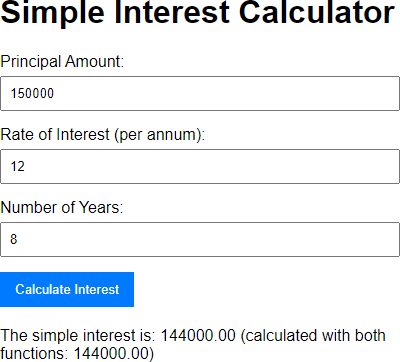 Simple Interest Calculator
Principal Amount:
150000
Rate of Interest (per annum):
12
Number of Years:
8
Calculate Interest
The simple interest is: 144000.00 (calculated with both
functions: 144000.00)